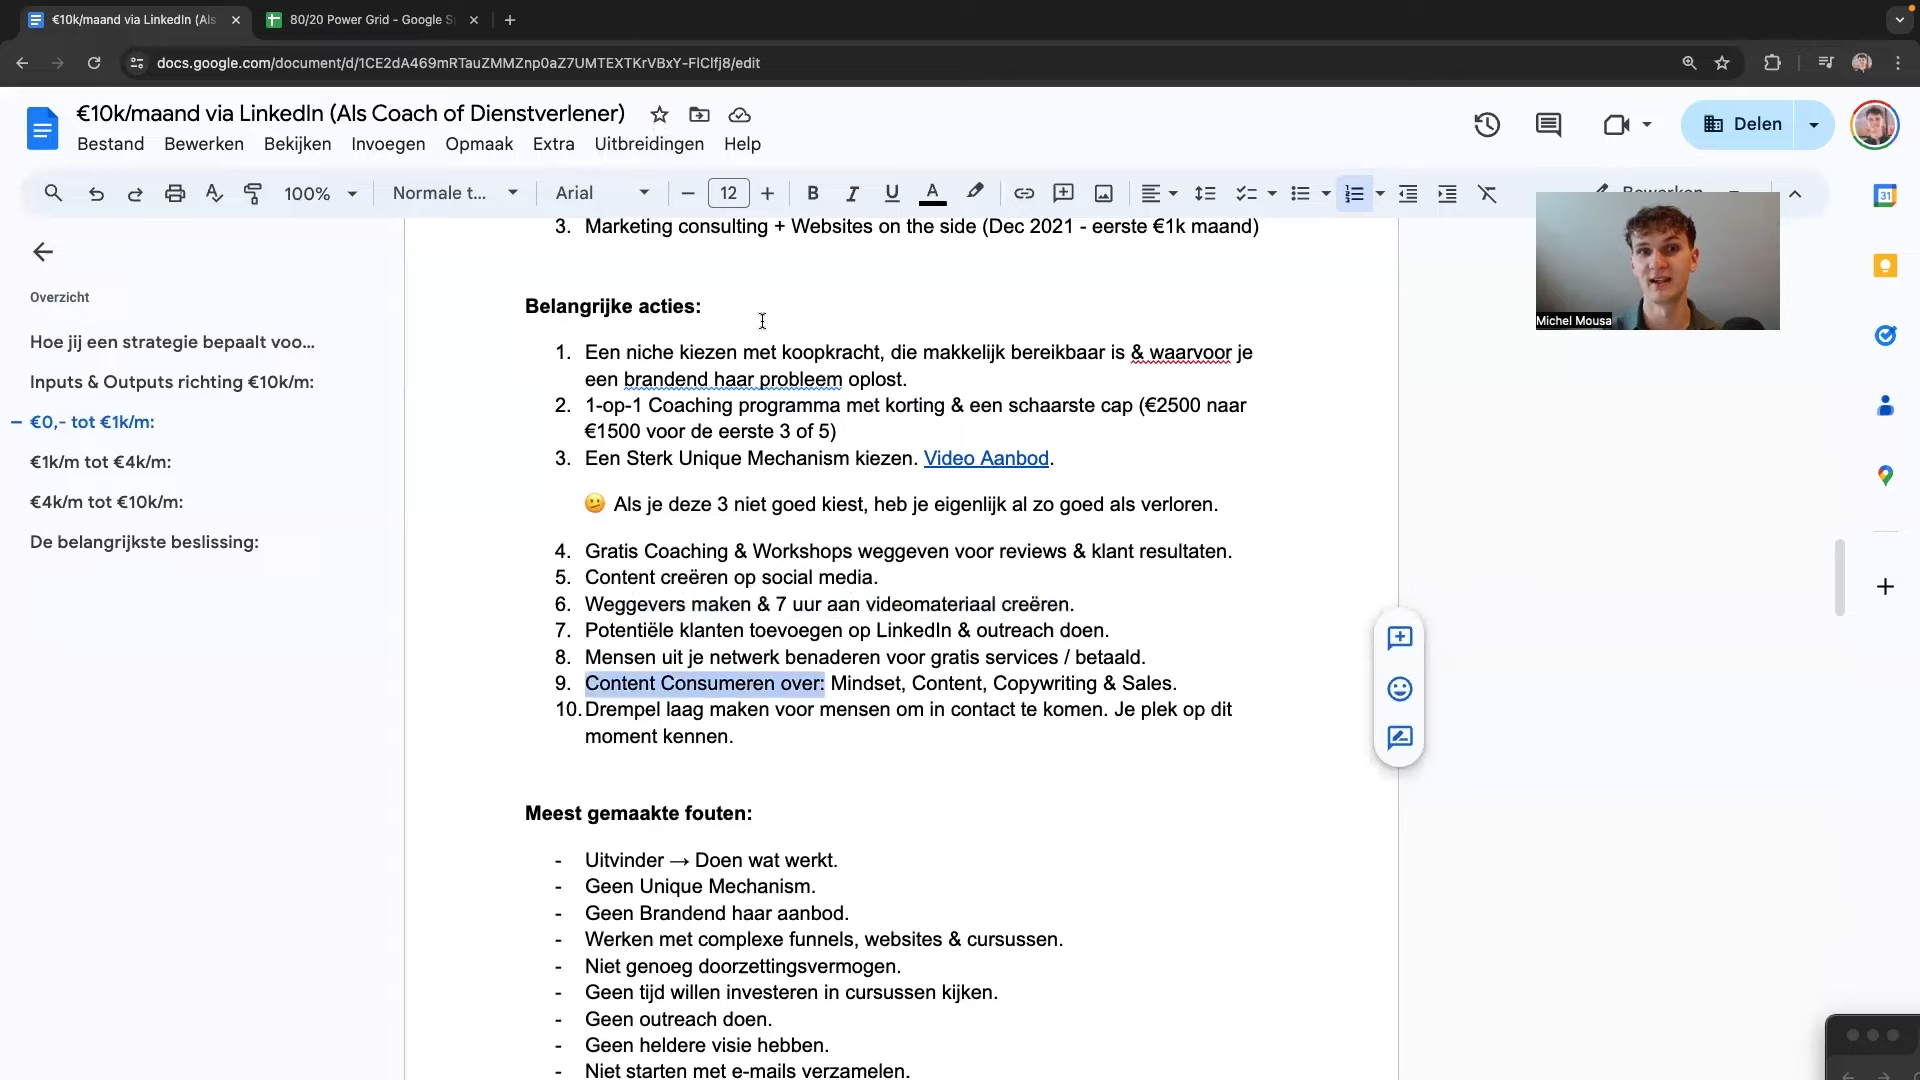 €10k/maand via LinkedIn (Als
80/20 Power Grid - Google S
docs.google.com/document/d/1CE2dA469mRTauZMMZnp0aZ7UMTEXTKrVBxY-FlClfj8/edit
€10k/maand via LinkedIn (Als Coach of Dienstverlener)
Bestand Bewerken Bekijken Invoegen Opmaak Extra Uitbreidingen Help
Delen
100% Normale t... Arial 12 B I U A
Bewerken
31
3. Marketing consulting + Websites on the side (Dec 2021 - eerste €1k maand)
Michel Mousa
Overzicht
Hoe jij een strategie bepaalt voo...
Inputs & Outputs richting €10k/m:
€0,- tot €1k/m:
€1k/m tot €4k/m:
€4k/m tot €10k/m:
De belangrijkste beslissing:
Belangrijke acties:
1. Een niche kiezen met koopkracht, die makkelijk bereikbaar is & waarvoor je
een brandend haar probleem oplost.
2. 1-op-1 Coaching programma met korting & een schaarste cap (€2500 naar
€1500 voor de eerste 3 of 5)
3. Een Sterk Unique Mechanism kiezen. Video Aanbod.
🫤 Als je deze 3 niet goed kiest, heb je eigenlijk al zo goed als verloren.
4. Gratis Coaching & Workshops weggeven voor reviews & klant resultaten.
5. Content creëren op social media.
6. Weggevers maken & 7 uur aan videomateriaal creëren.
7. Potentiële klanten toevoegen op LinkedIn & outreach doen.
8. Mensen uit je netwerk benaderen voor gratis services / betaald.
9. Content Consumeren over: Mindset, Content, Copywriting & Sales.
10. Drempel laag maken voor mensen om in contact te komen. Je plek op dit
moment kennen.
Meest gemaakte fouten:
- Uitvinder → Doen wat werkt.
- Geen Unique Mechanism.
- Geen Brandend haar aanbod.
- Werken met complexe funnels, websites & cursussen.
- Niet genoeg doorzettingsvermogen.
- Geen tijd willen investeren in cursussen kijken.
- Geen outreach doen.
- Geen heldere visie hebben.
- Niet starten met e-mails verzamelen.